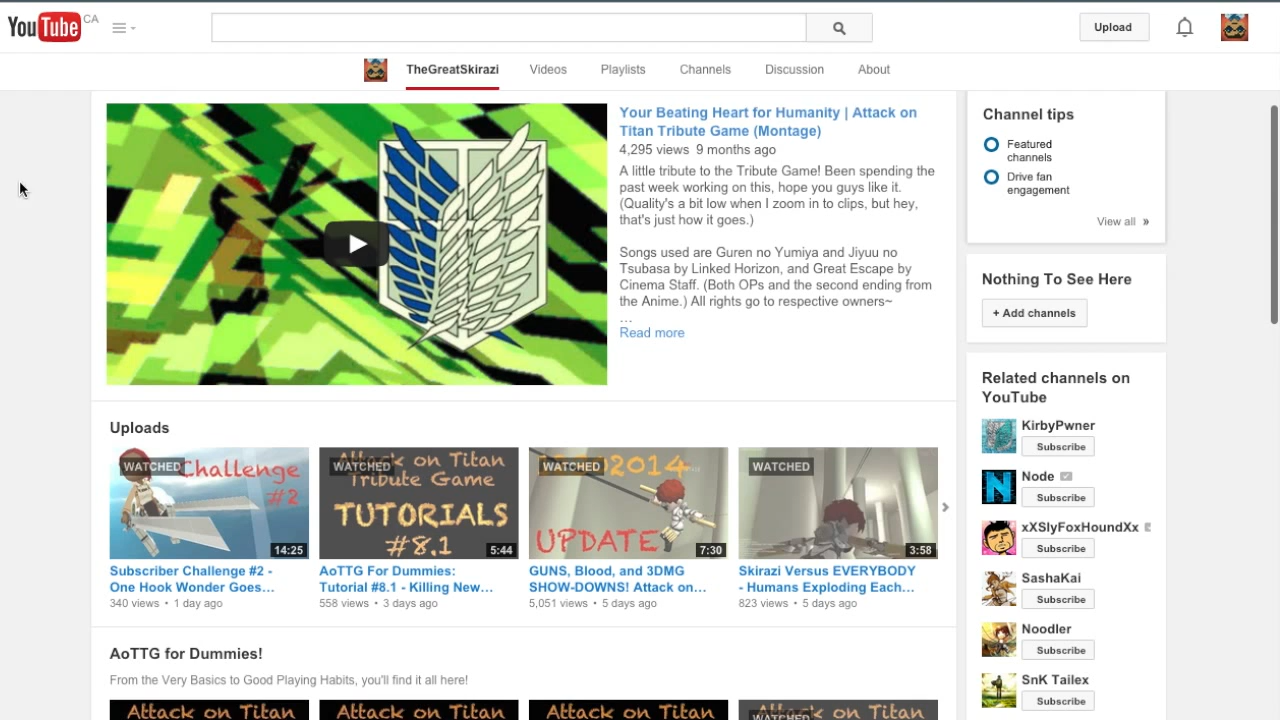 YouTube CA
Upload
TheGreatSkirazi Videos Playlists Channels Discussion About
Your Beating Heart for Humanity | Attack on
Titan Tribute Game (Montage)
4,295 views 9 months ago
A little tribute to the Tribute Game! Been spending the
past week working on this, hope you guys like it.
(Quality's a bit low when I zoom in to clips, but hey,
that's just how it goes.)
Songs used are Guren no Yumiya and Jiyuu no
Tsubasa by Linked Horizon, and Great Escape by
Cinema Staff. (Both OPs and the second ending from
the Anime.) All rights go to respective owners~
...
Read more
Channel tips
Featured
channels
Drive fan
engagement
View all »
Nothing To See Here
+ Add channels
Related channels on
YouTube
KirbyPwner
Subscribe
Node
Subscribe
xXSlyFoxHoundXx
Subscribe
SashaKai
Subscribe
Noodler
Subscribe
SnK Tailex
Subscribe
Uploads
WATCHED
Challenge
#2
14:25
Subscriber Challenge #2 -
One Hook Wonder Goes...
340 views • 1 day ago
WATCHED
Attack on Titan
Tribute Game
TUTORIALS
#8.1
5:44
AoTTG For Dummies:
Tutorial #8.1 - Killing New...
558 views • 3 days ago
WATCHED
2014
UPDATE
7:30
GUNS, Blood, and 3DMG
SHOW-DOWNS! Attack on...
5,051 views • 5 days ago
WATCHED
3:58
Skirazi Versus EVERYBODY
- Humans Exploding Each...
823 views • 5 days ago
AoTTG for Dummies!
From the Very Basics to Good Playing Habits, you'll find it all here!
Attack on Titan
Attack on Titan
Attack on Titan
WATCHED
Attack on Titan